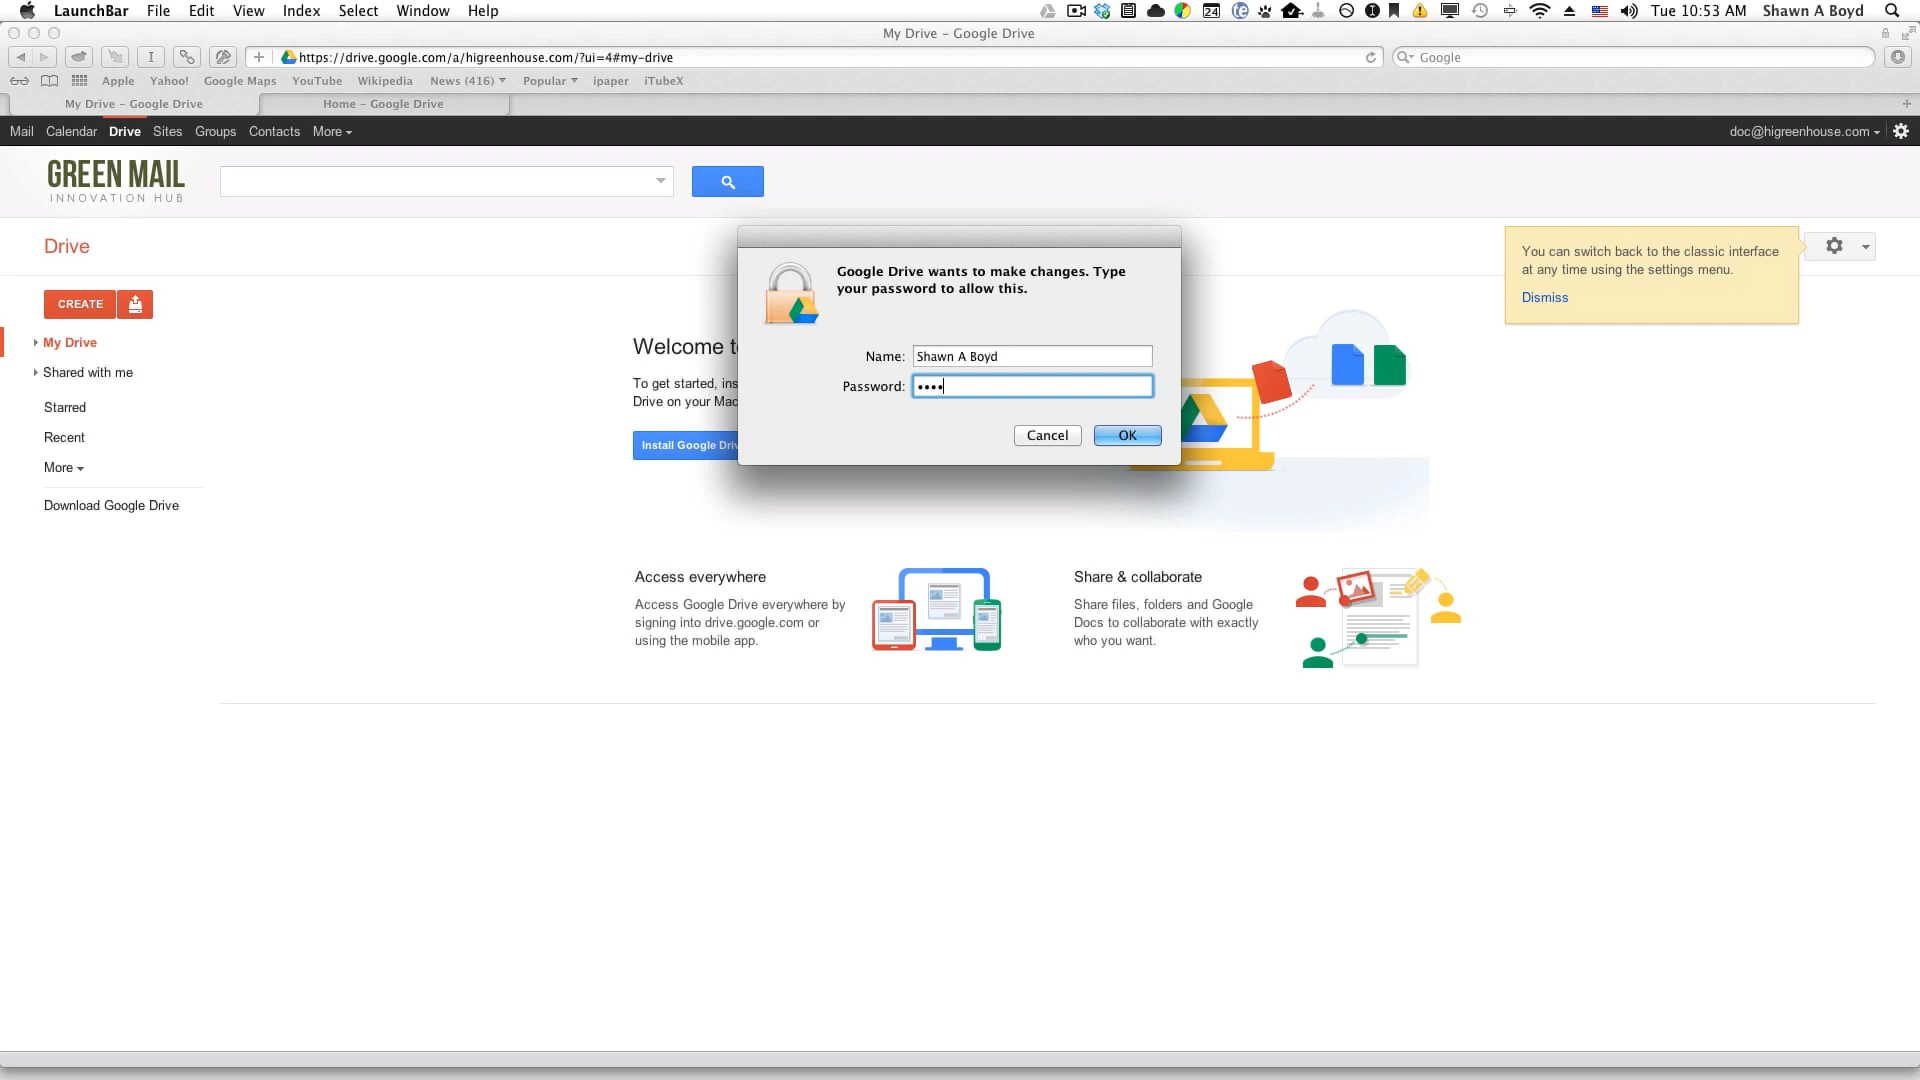 LaunchBar File Edit View Index Select Window Help
24
Tue 10:53 AM Shawn A Boyd
My Drive – Google Drive
https://drive.google.com/a/higreenhouse.com/?ui=4#my-drive
Google
Apple Yahoo! Google Maps YouTube Wikipedia News (416) Popular ipaper iTubeX
My Drive – Google Drive
Home – Google Drive
Mail Calendar Drive Sites Groups Contacts More
doc@higreenhouse.com
GREEN MAIL
INNOVATION HUB
Drive
CREATE
My Drive
Shared with me
Starred
Recent
More
Download Google Drive
Google Drive wants to make changes. Type
your password to allow this.
Name: Shawn A Boyd
Password: ••••
Cancel OK
You can switch back to the classic interface
at any time using the settings menu.
Dismiss
Welcome
To get started,
Drive on your
Install Google
Access everywhere
Access Google Drive everywhere by
signing into drive.google.com or
using the mobile app.
Share & collaborate
Share files, folders and Google
Docs to collaborate with exactly
who you want.